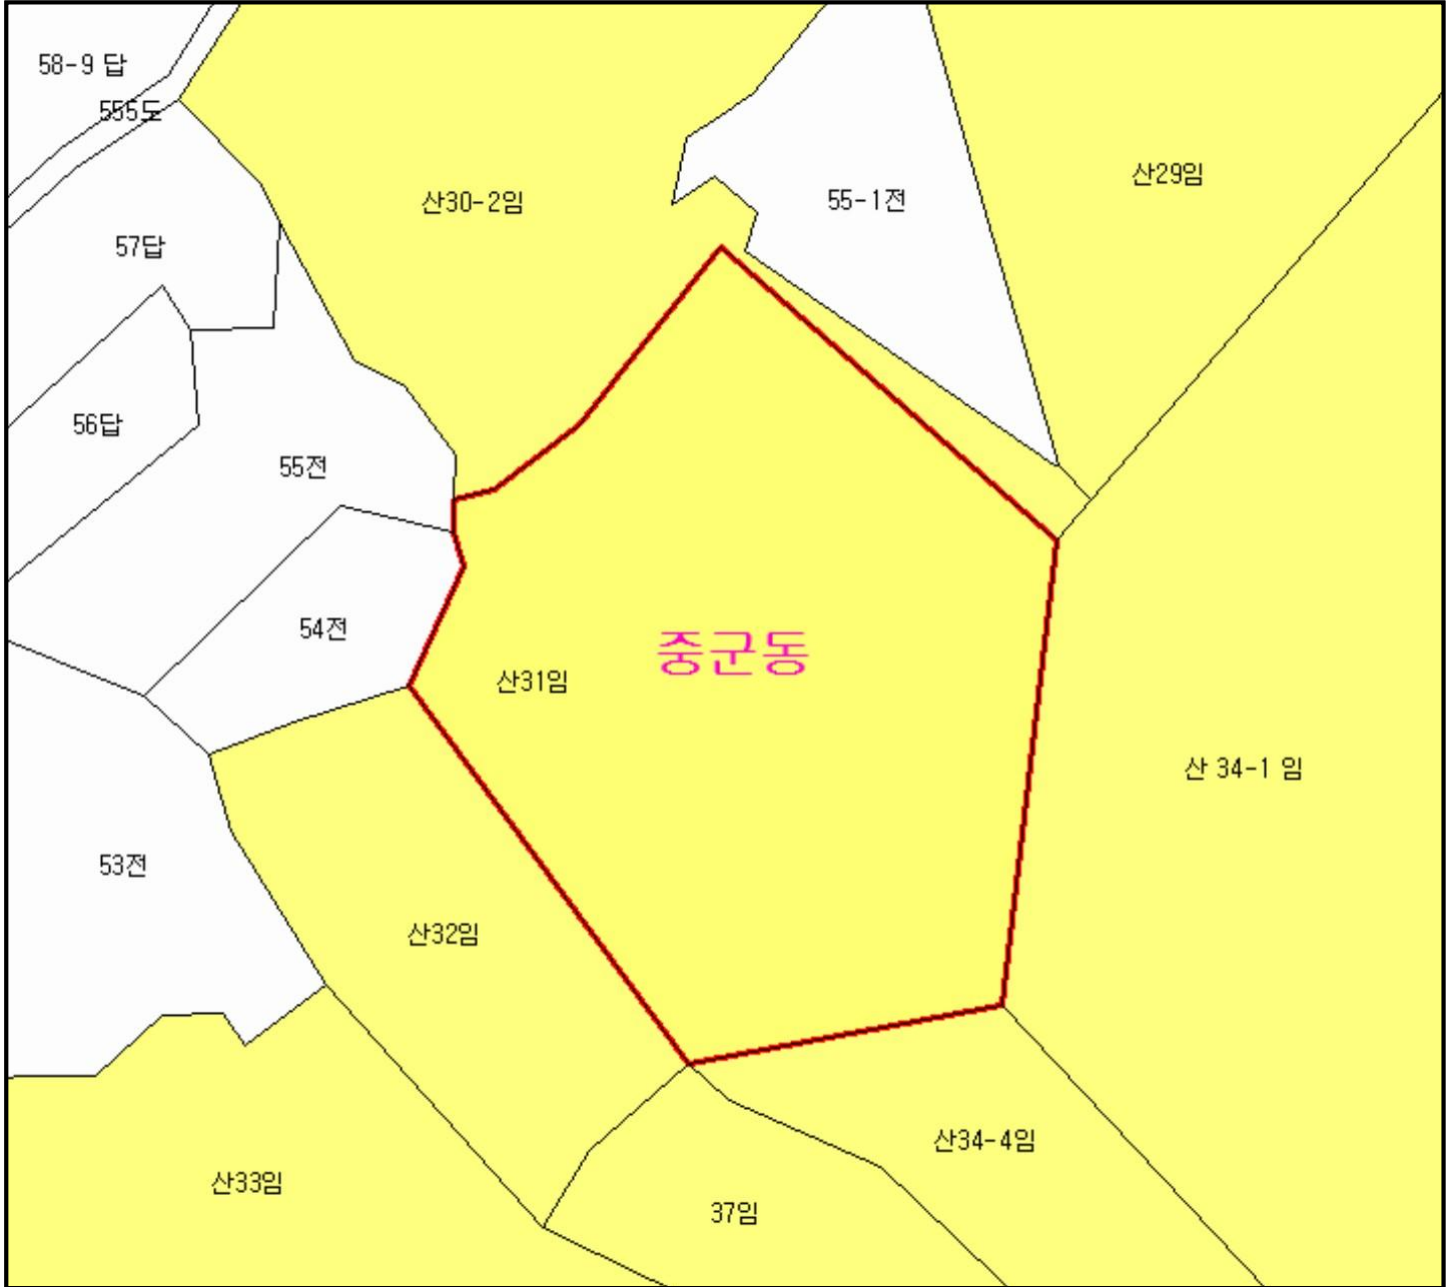 58-9 답
555도
산29임
산30-2임
55-1전
57답
56답
55전
54전
중군동
산31임
산 34-1 임
53전
산32임
산34-4임
산33임
37임